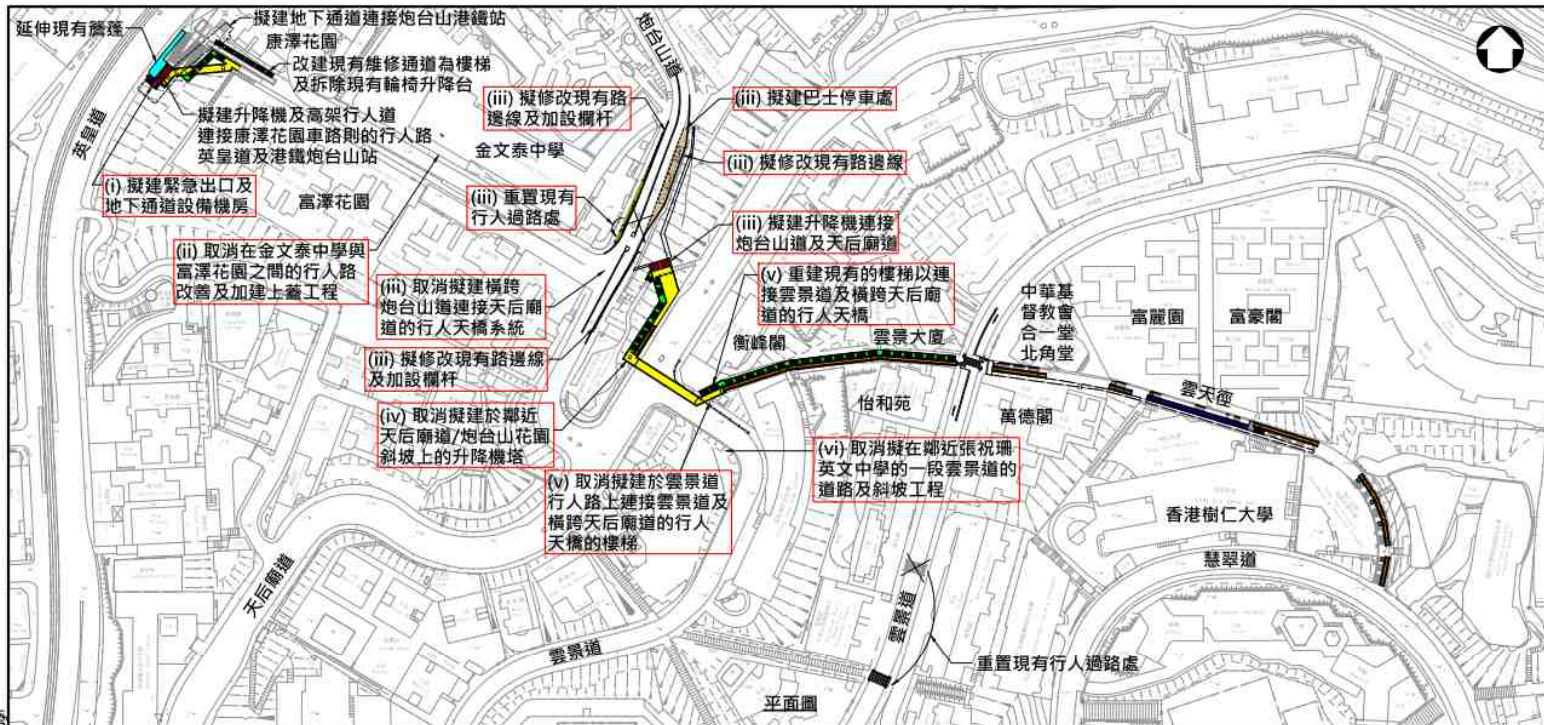 延伸現有簷蓬
擬建地下通道連接炮台山港鐵站
康澤花園
改建現有維修通道為樓梯
及拆除現有輪椅升降台
擬建升降機及高架行人道
連接康澤花園車路則的行人路、
英皇道及港鐵炮台山站
英皇道
(i) 擬建緊急出口及
地下通道設備機房
富澤花園
金文泰中學
炮台山道
(iii) 擬修改現有路
邊線及加設欄杆
(iii) 擬建巴士停車處
(iii) 擬修改現有路邊線
(iii) 重置現有
行人過路處
(iii) 擬建升降機連接
炮台山道及天后廟道
(ii) 取消在金文泰中學與
富澤花園之間的行人路
改善及加建上蓋工程
(iii) 取消擬建橫跨
炮台山道連接天后廟
道的行人天橋系統
(v) 重建現有的樓梯以連
接雲景道及橫跨天后廟
道的行人天橋
(iii) 擬修改現有路邊線
及加設欄杆
衡峰閣
雲景大廈
中華基
督教會
合一堂
北角堂
富麗園
富豪閣
雲天徑
怡和苑
萬德閣
(iv) 取消擬建於鄰近
天后廟道/炮台山花園
斜坡上的升降機塔
(vi) 取消擬在鄰近張祝珊
英文中學的一段雲景道的
道路及斜坡工程
(v) 取消擬建於雲景道
行人路上連接雲景道及
橫跨天后廟道的行人
天橋的樓梯
香港樹仁大學
慧翠道
天后廟道
雲景道
雲景道
重置現有行人過路處
平面圖